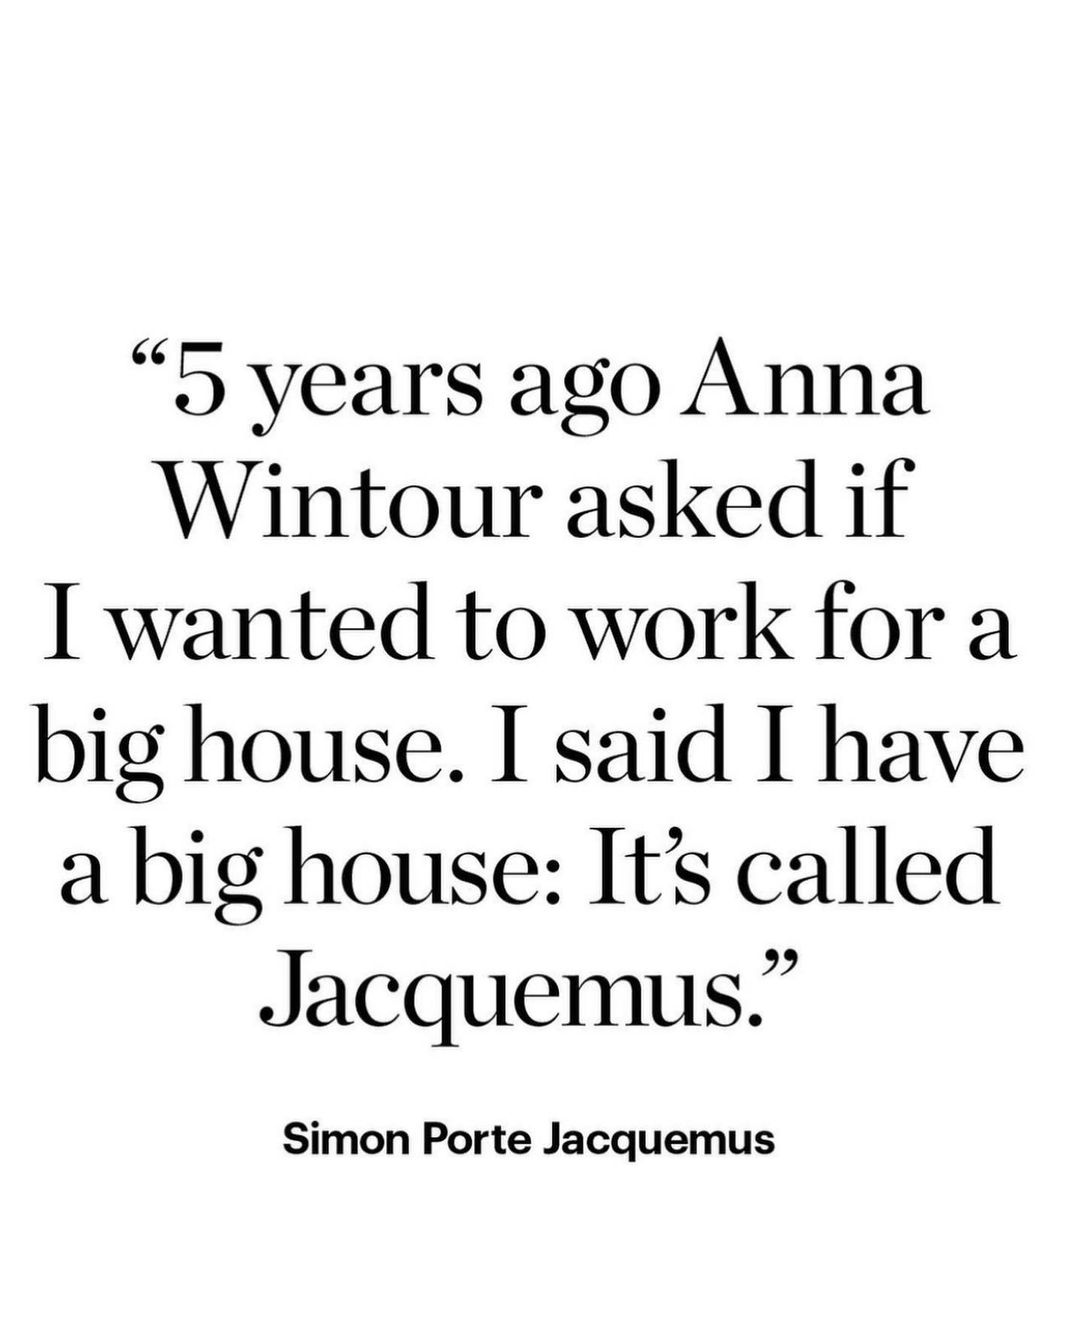 “5 years ago Anna
Wintour asked if
I wanted to work for a
big house. I said I have
a big house: It’s called
Jacquemus.”
Simon Porte Jacquemus